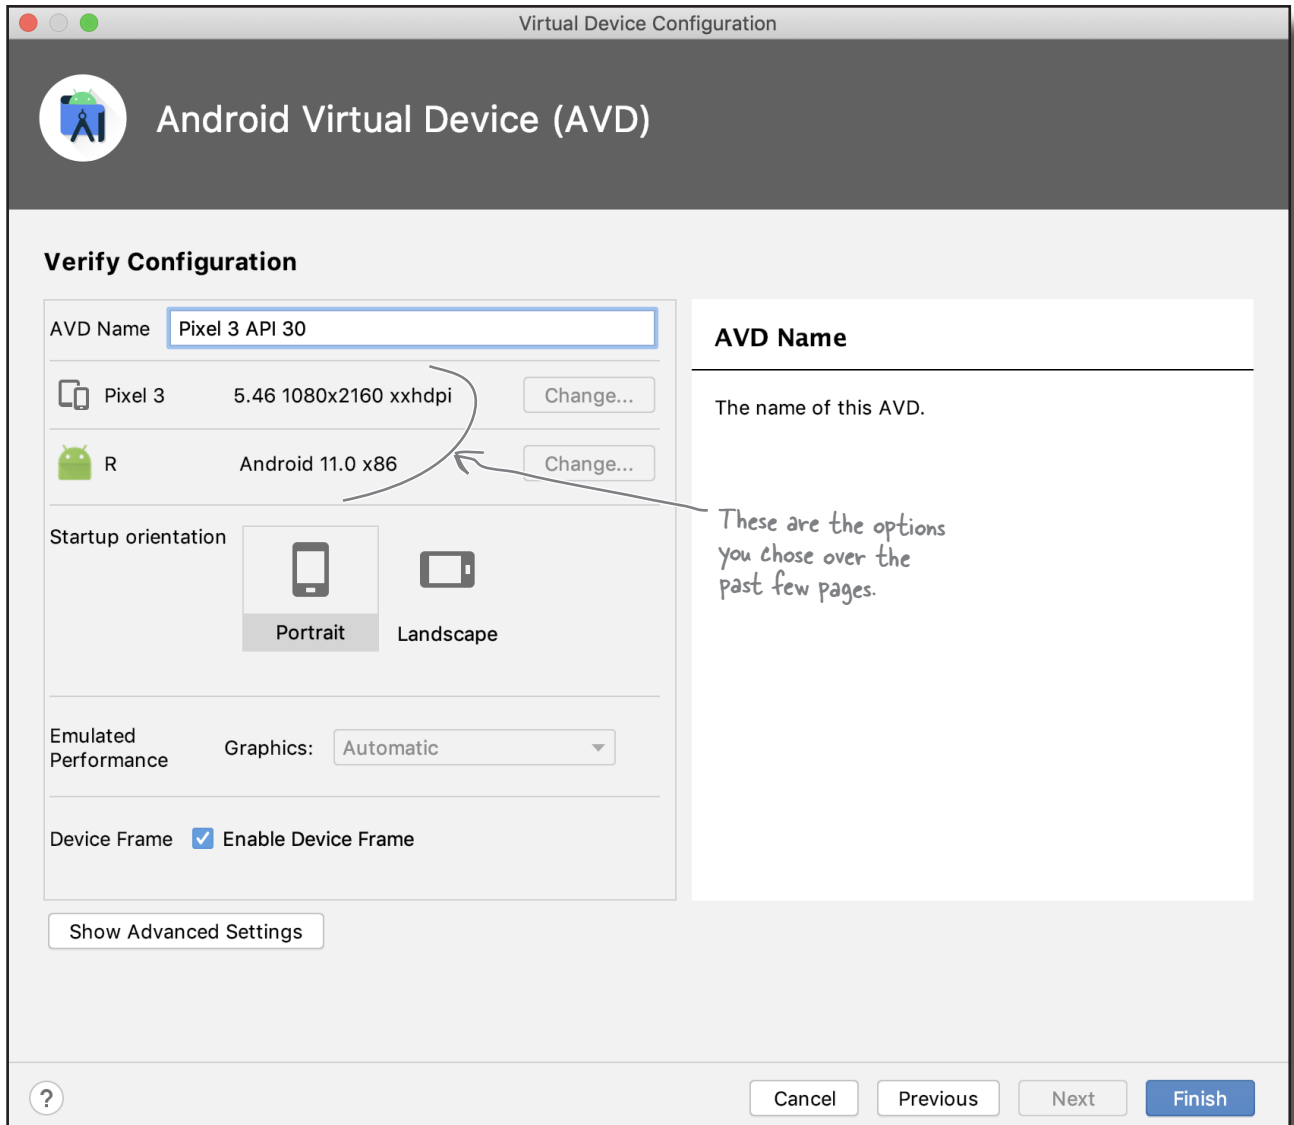 Virtual Device Configuration
Android Virtual Device (AVD)
Verify Configuration
AVD Name Pixel 3 API 30
Pixel 3 5.46 1080x2160 xxhdpi Change...
R Android 11.0 x86 Change...
Startup orientation
Portrait
Landscape
Emulated
Performance
Graphics: Automatic
Device Frame Enable Device Frame
Show Advanced Settings
AVD Name
The name of this AVD.
These are the options
you chose over the
past few pages.
? Cancel Previous Next Finish